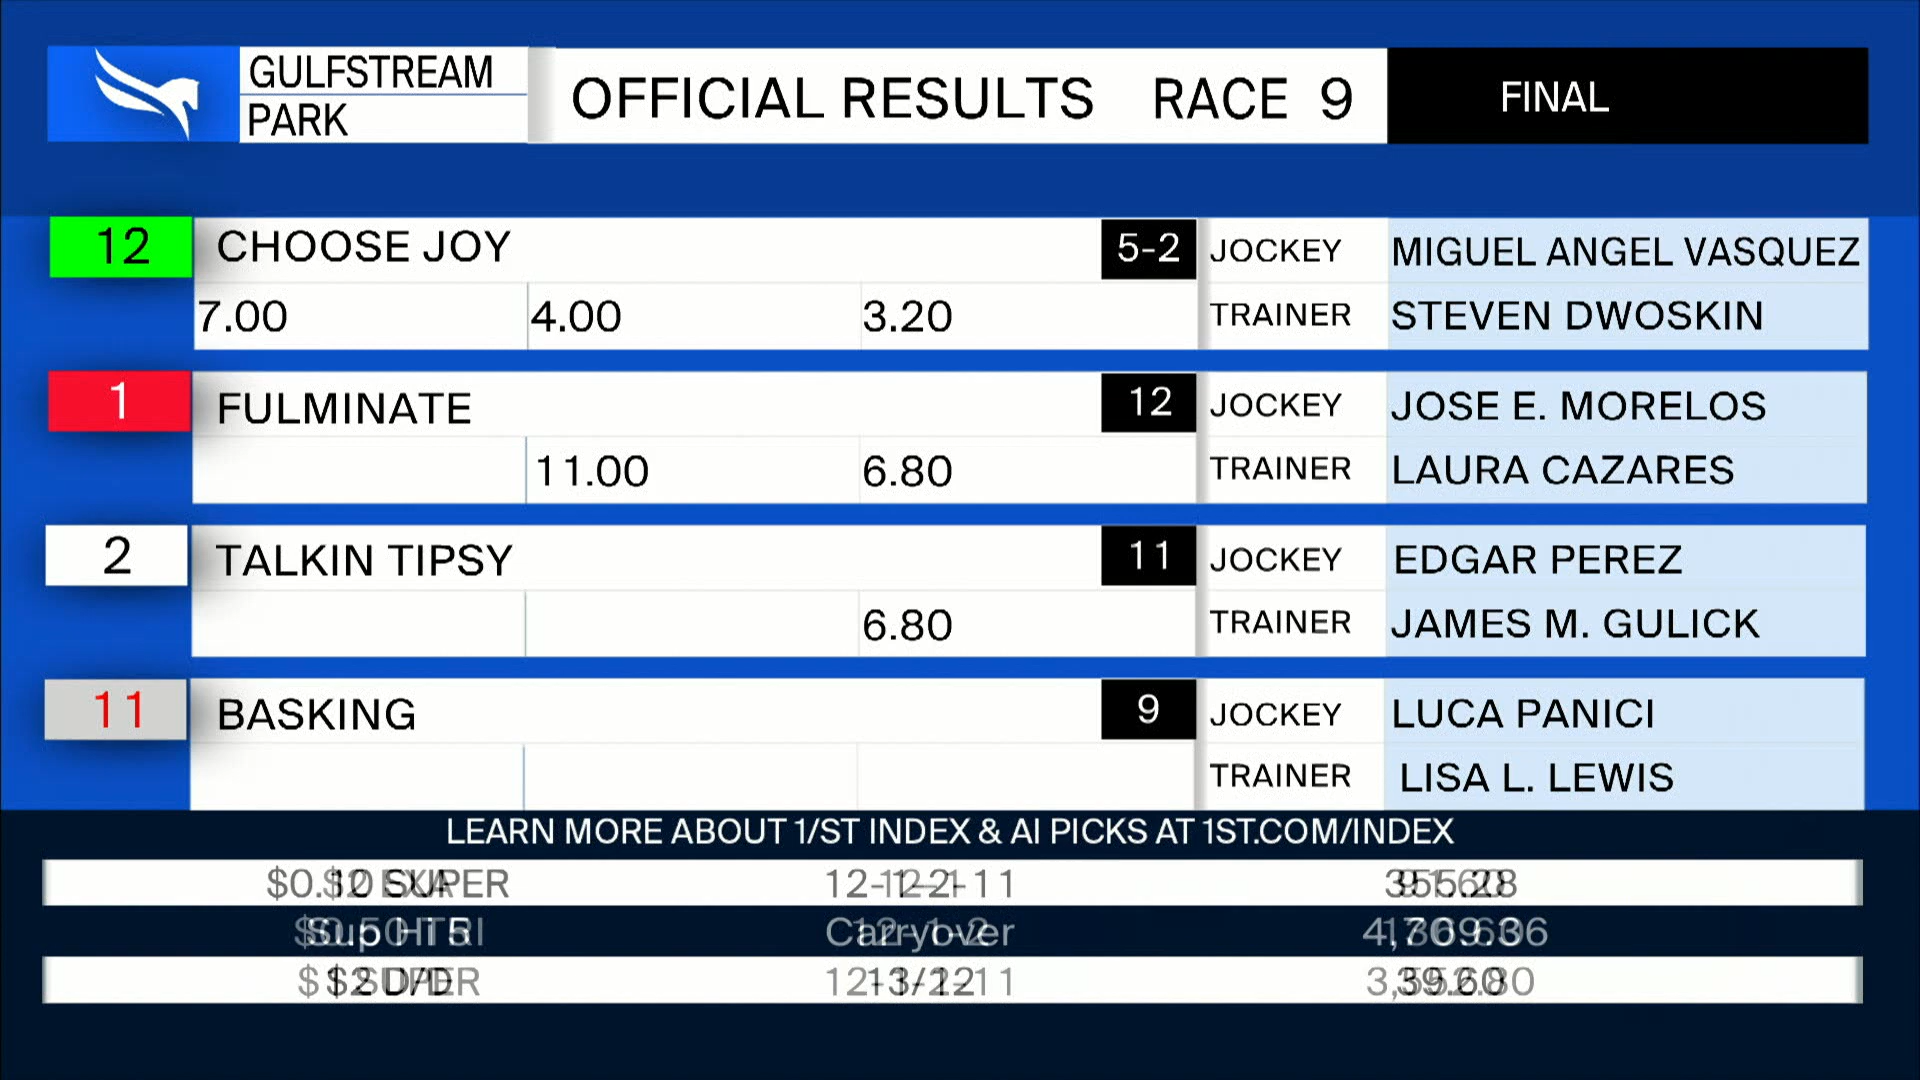 GULFSTREAM
PARK
OFFICIAL RESULTS RACE 9 FINAL
12 CHOOSE JOY 5-2 JOCKEY MIGUEL ANGEL VASQUEZ
7.00 4.00 3.20 TRAINER STEVEN DWOSKIN
1 FULMINATE 12 JOCKEY JOSE E. MORELOS
11.00 6.80 TRAINER LAURA CAZARES
2 TALKIN TIPSY 11 JOCKEY EDGAR PEREZ
6.80 TRAINER JAMES M. GULICK
11 BASKING 9 JOCKEY LUCA PANICI
TRAINER LISA L. LEWIS
LEARN MORE ABOUT 1/ST INDEX & AI PICKS AT 1ST.COM/INDEX